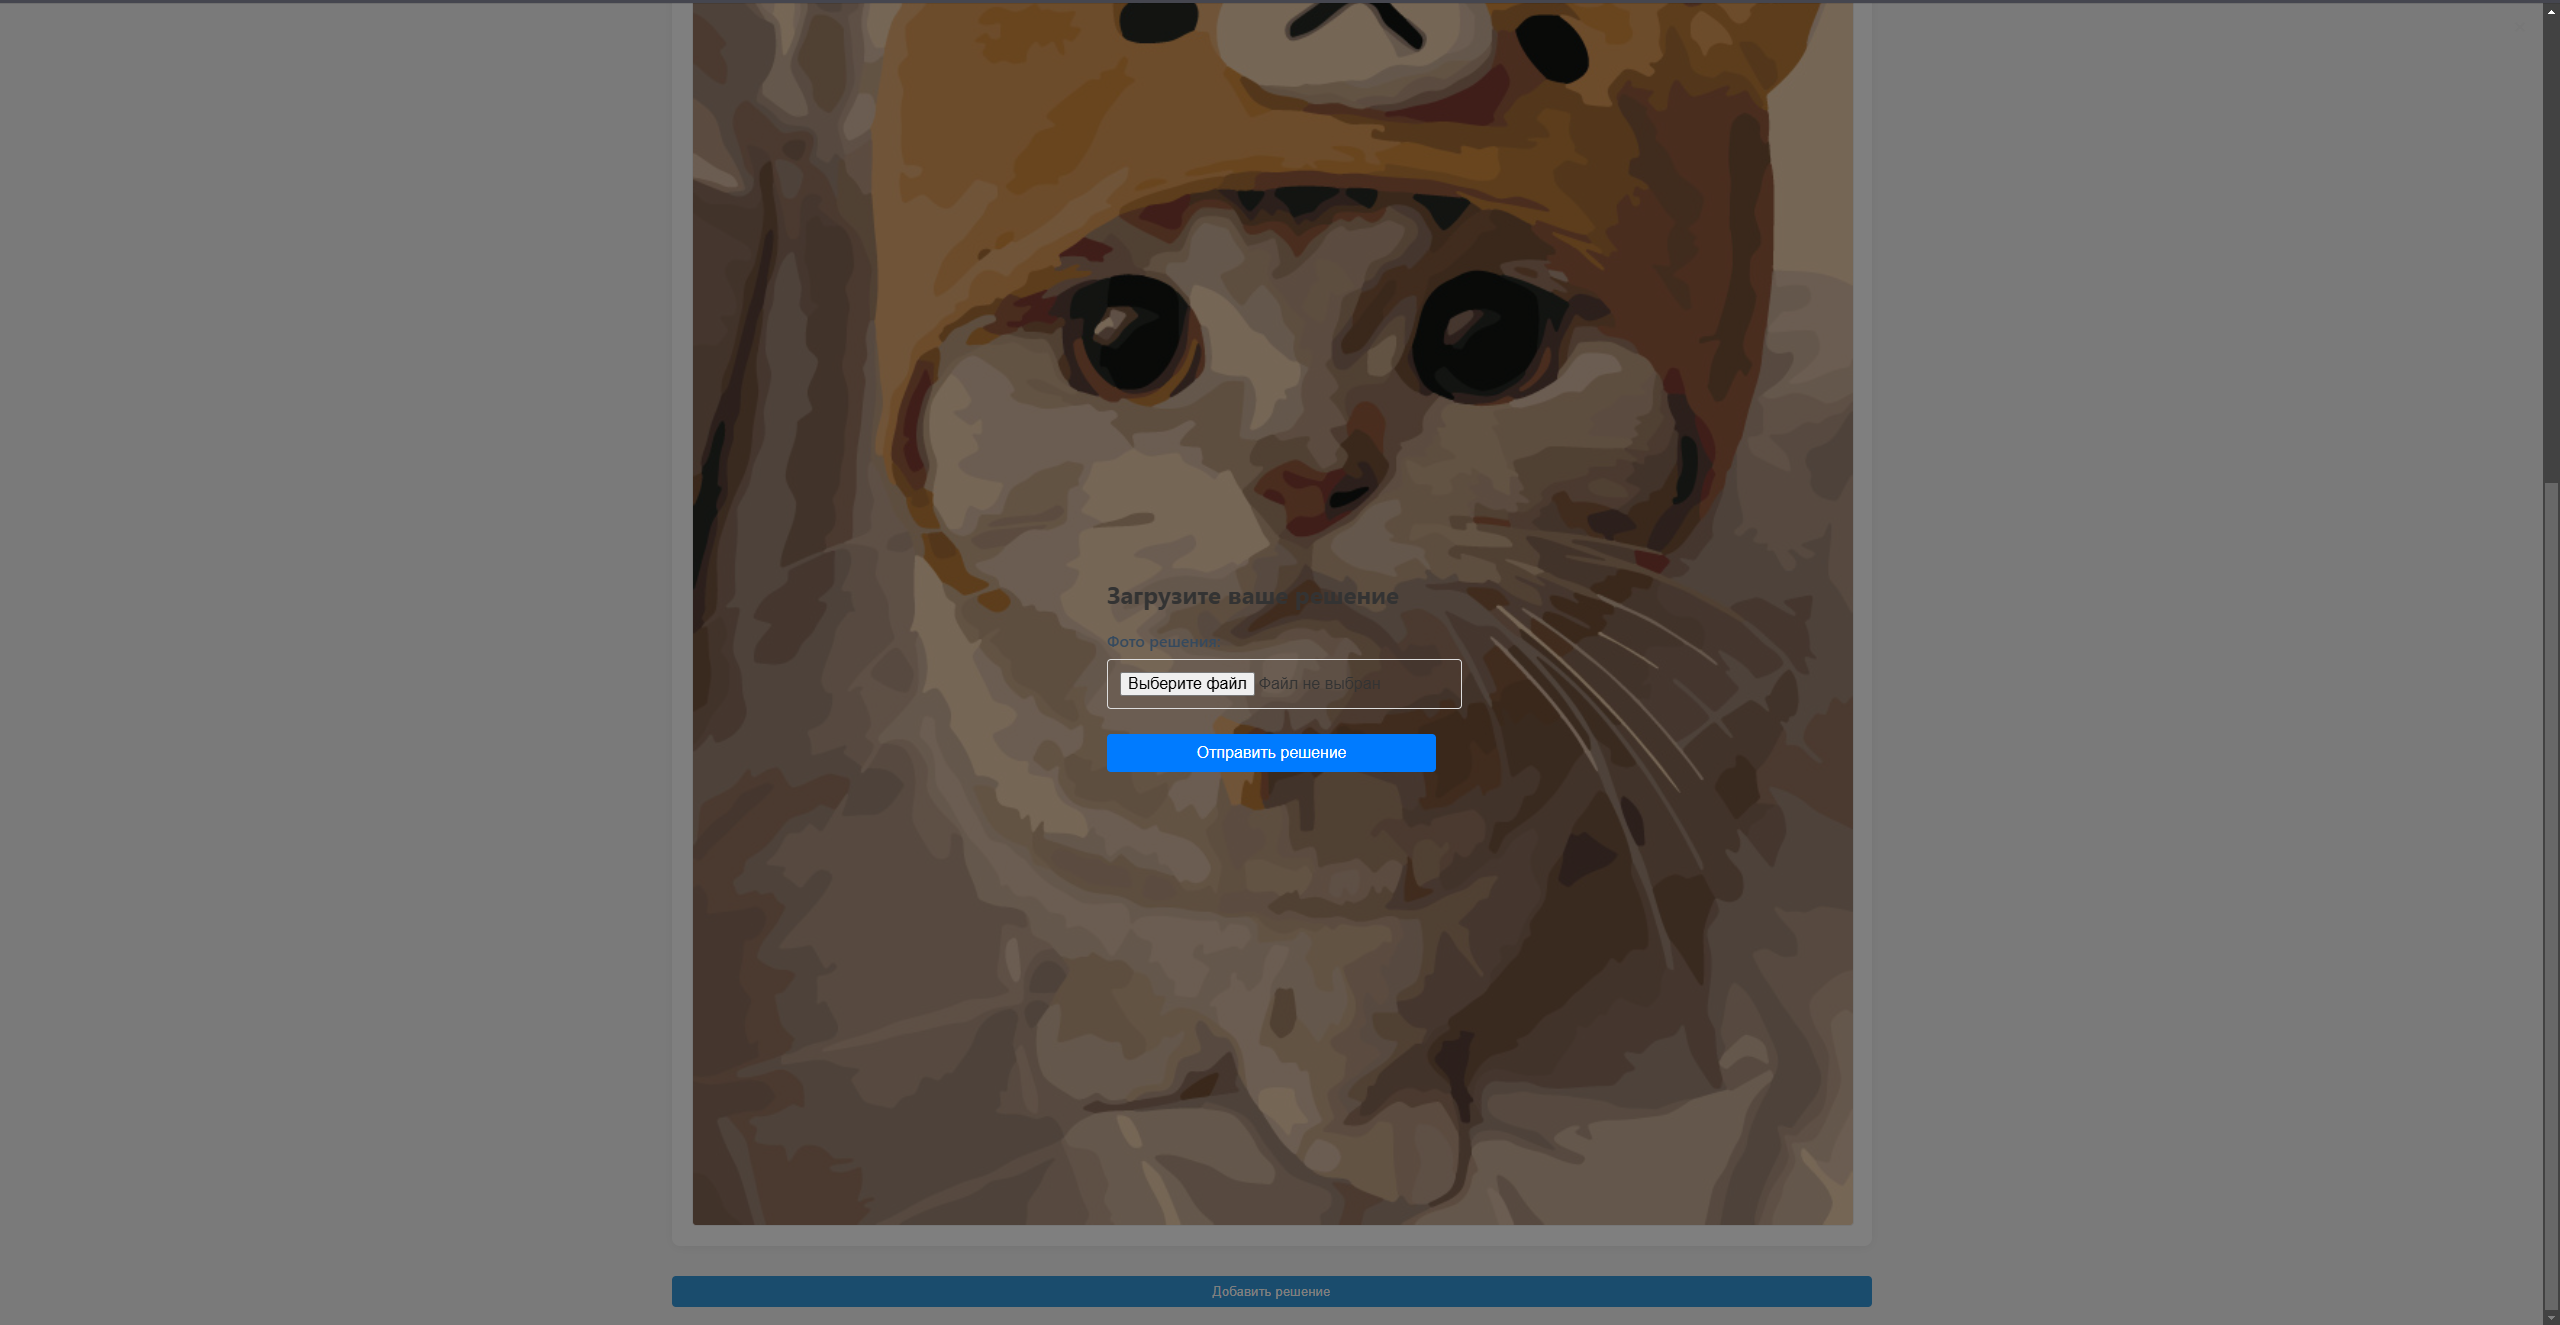 Загрузите ваше решение
Фото решения:
Выберите файл Файл не выбран
Отправить решение
Добавить решение